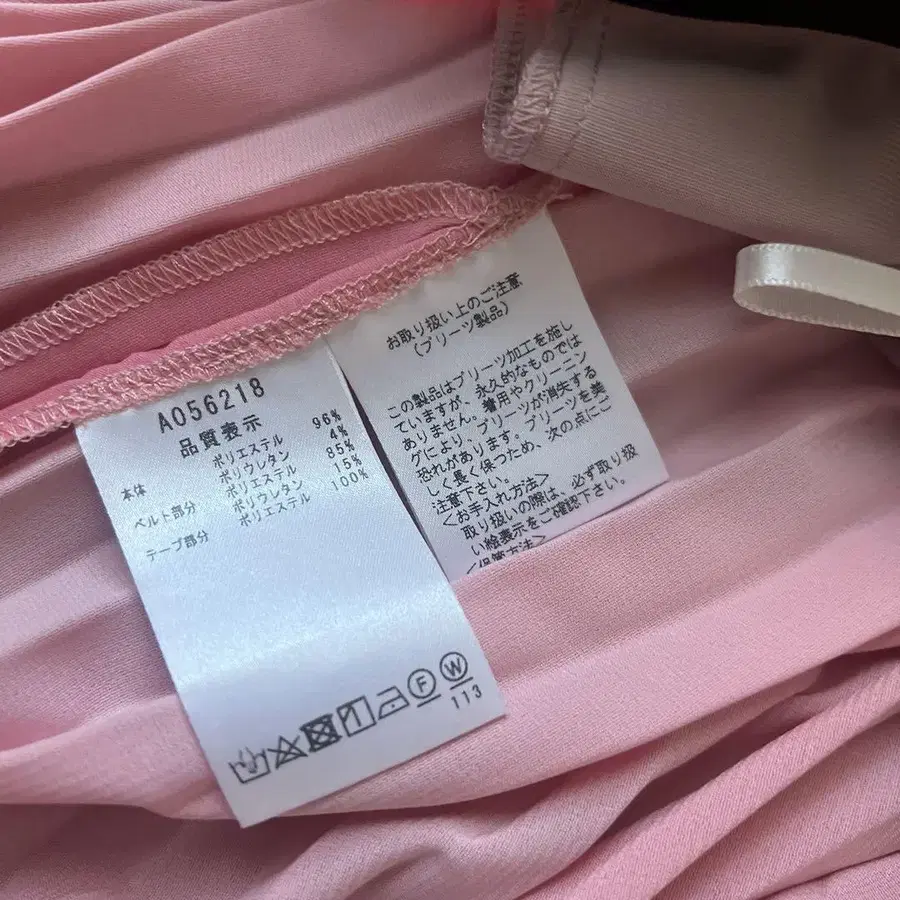 A056218
品質表示
本体 ポリエステル 96%
ポリウレタン 4%
ベルト部分 ポリエステル 85%
ポリウレタン 15%
テープ部分 ポリエステル 100%
F W
113
お取り扱い上のご注意
(プリーツ製品)
この製品はプリーツ加工を施し
ていますが、永久的なものでは
ありません。着用やクリーニン
グにより、プリーツが消失する
恐れがあります。プリーツを美
しく長く保つため、次の点にご
注意下さい。
<お手入れ方法>
取り扱いの際は、必ず取り扱
い絵表示をご確認下さい。
<保管方法>